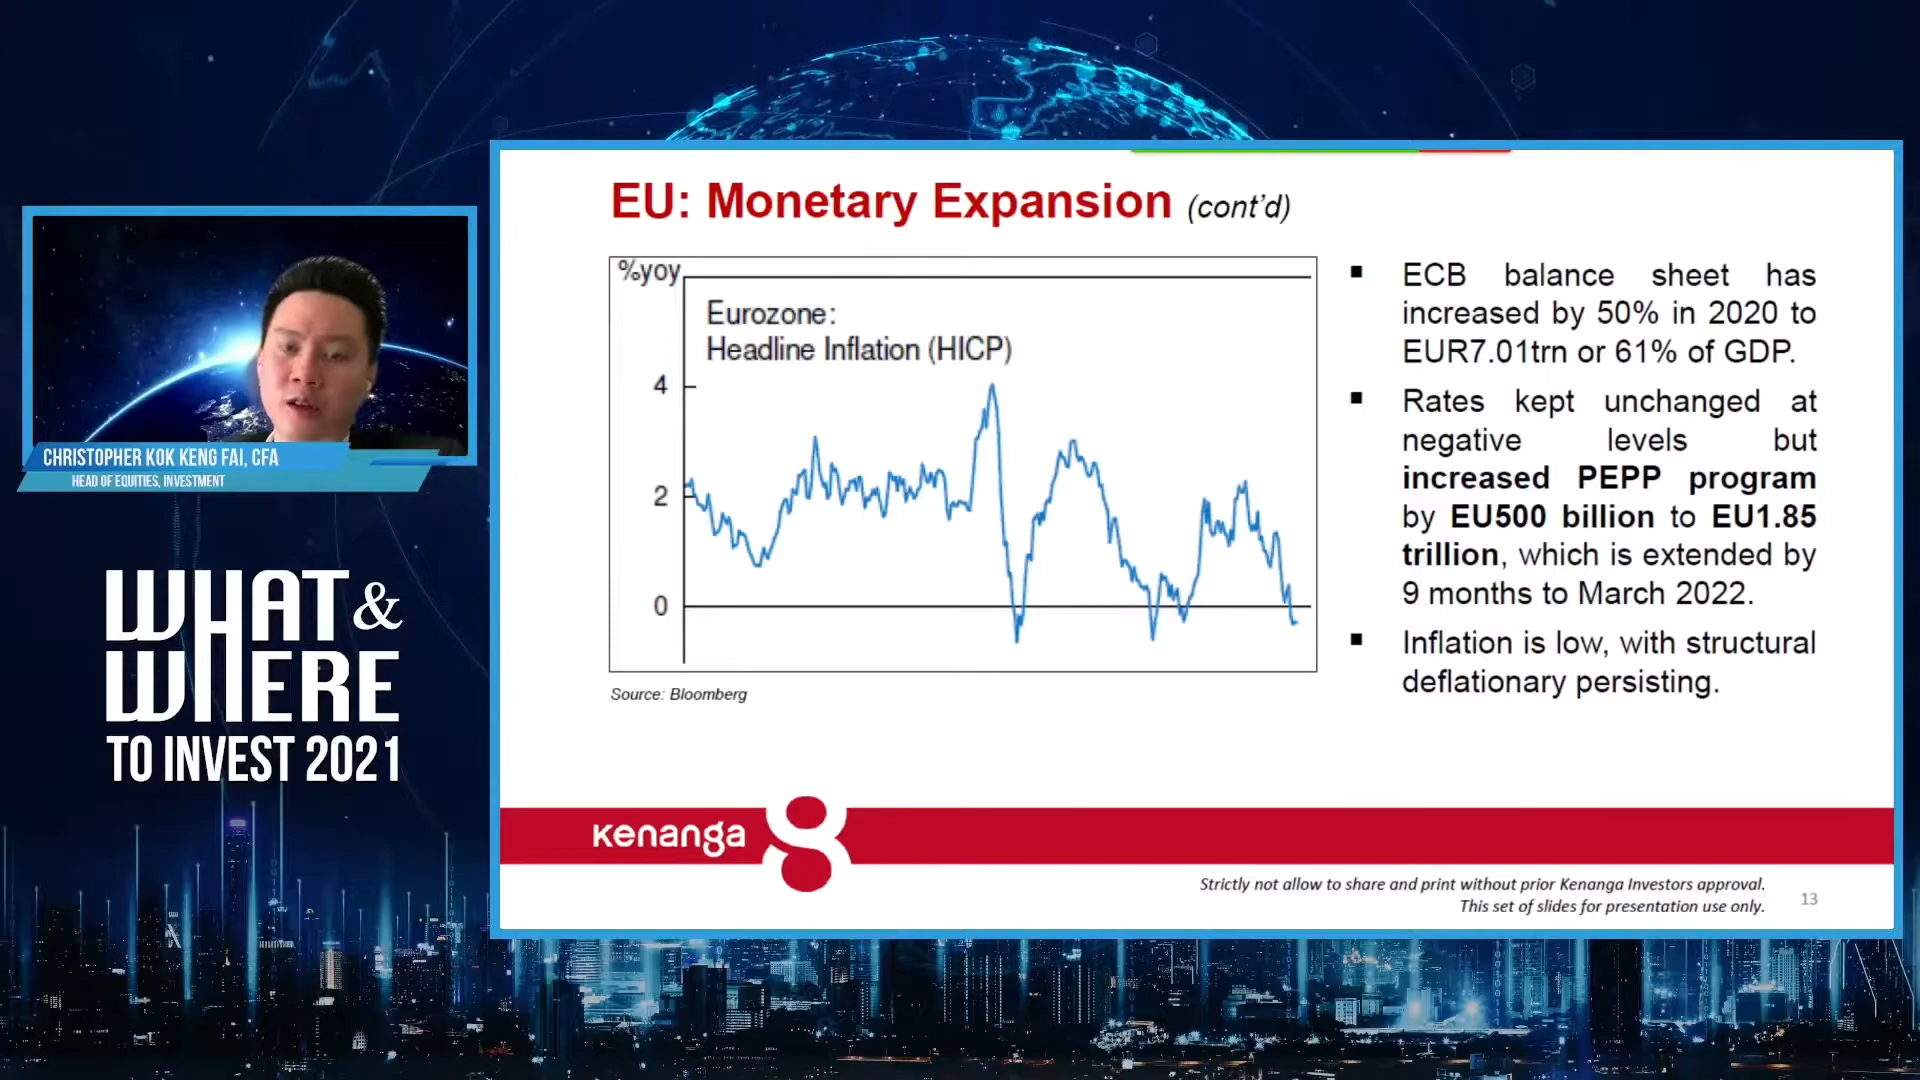 CHRISTOPHER KOK KENG FAI, CFA
HEAD OF EQUITIES, INVESTMENT
WHAT &
WHERE
TO INVEST 2021
EU: Monetary Expansion (cont'd)
%yoy
Eurozone:
Headline Inflation (HICP)
4
2
0
Source: Bloomberg
▪ ECB balance sheet has
increased by 50% in 2020 to
EUR7.01trn or 61% of GDP.
▪ Rates kept unchanged at
negative levels but
increased PEPP program
by EU500 billion to EU1.85
trillion, which is extended by
9 months to March 2022.
▪ Inflation is low, with structural
deflationary persisting.
kenanga
Strictly not allow to share and print without prior Kenanga Investors approval.
This set of slides for presentation use only.
13